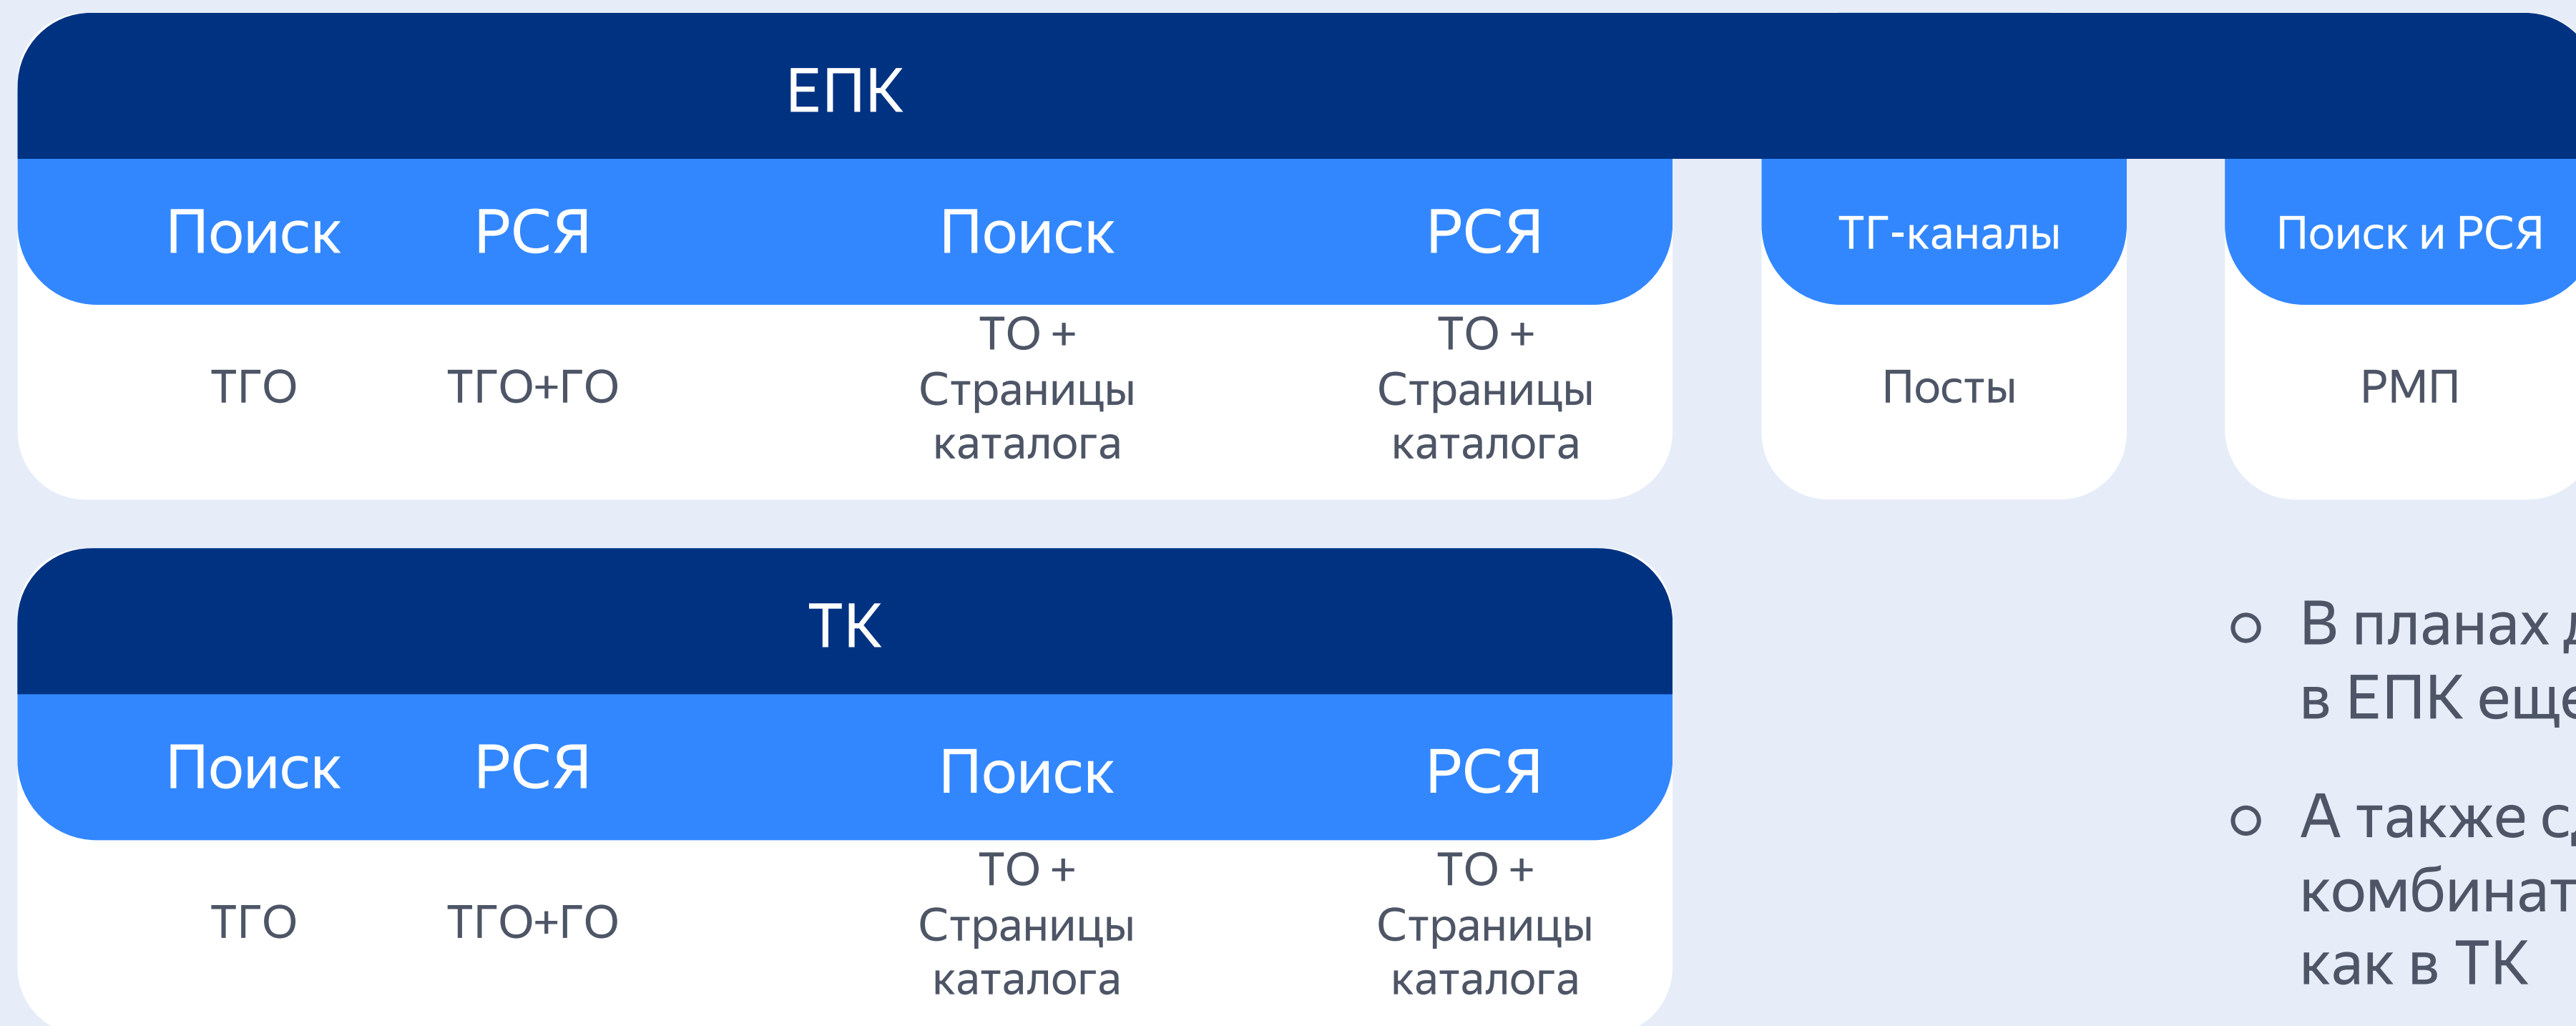 ЕПК
Поиск РСЯ Поиск РСЯ ТГ-каналы Поиск и РСЯ
ТГО ТГО+ГО ТО + Страницы каталога ТО + Страницы каталога Посты РМП
ТК
Поиск РСЯ Поиск РСЯ
ТГО ТГО+ГО ТО + Страницы каталога ТО + Страницы каталога
В планах
в ЕПК
А также
как в ТК